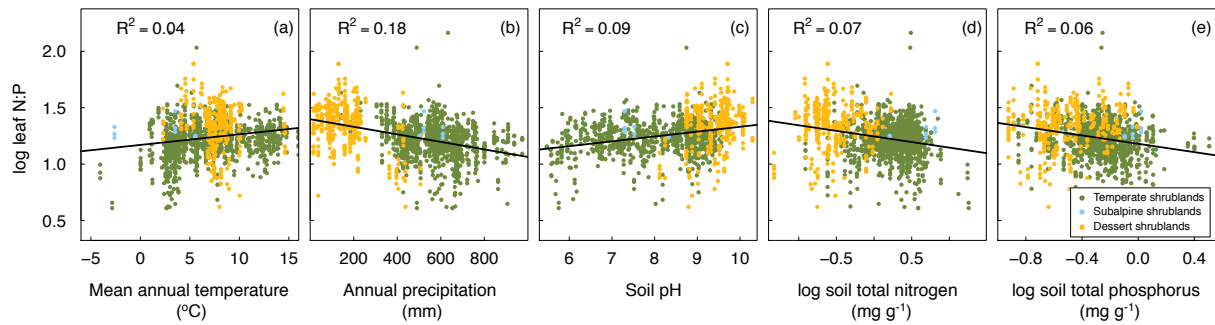 R² = 0.04 (a)
R² = 0.18 (b)
R² = 0.09 (c)
R² = 0.07 (d)
R² = 0.06 (e)
log leaf N:P
2.0
1.5
1.0
0.5
Temperate shrublands
Subalpine shrublands
Dessert shrublands
−5 0 5 10 15
200 400 600 800
6 7 8 9 10
−0.5 0.5
−0.8 −0.4 0.0 0.4
Mean annual temperature
(ºC)
Annual precipitation
(mm)
Soil pH
log soil total nitrogen
(mg g⁻¹)
log soil total phosphorus
(mg g⁻¹)